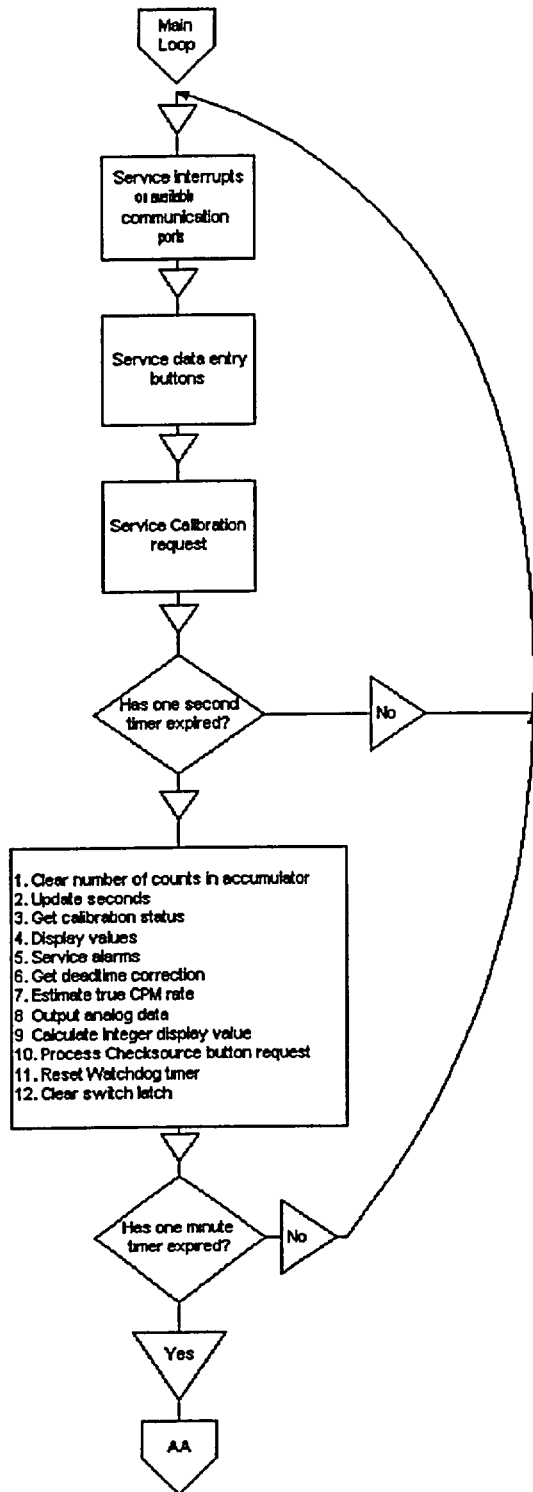 Main
Loop
Service interrupts
or available
communication
ports
Service data entry
buttons
Service Calibration
request
Has one second
timer expired?
No
1. Clear number of counts in accumulator
2. Update seconds
3. Get calibration status
4. Display values
5. Service alarms
6. Get deadtime correction
7. Estimate true CPM rate
8 Output analog data
9 Calculate integer display value
10. Process Checksource button request
11. Reset Watchdog timer
12. Clear switch latch
Has one minute
timer expired?
No
Yes
AA